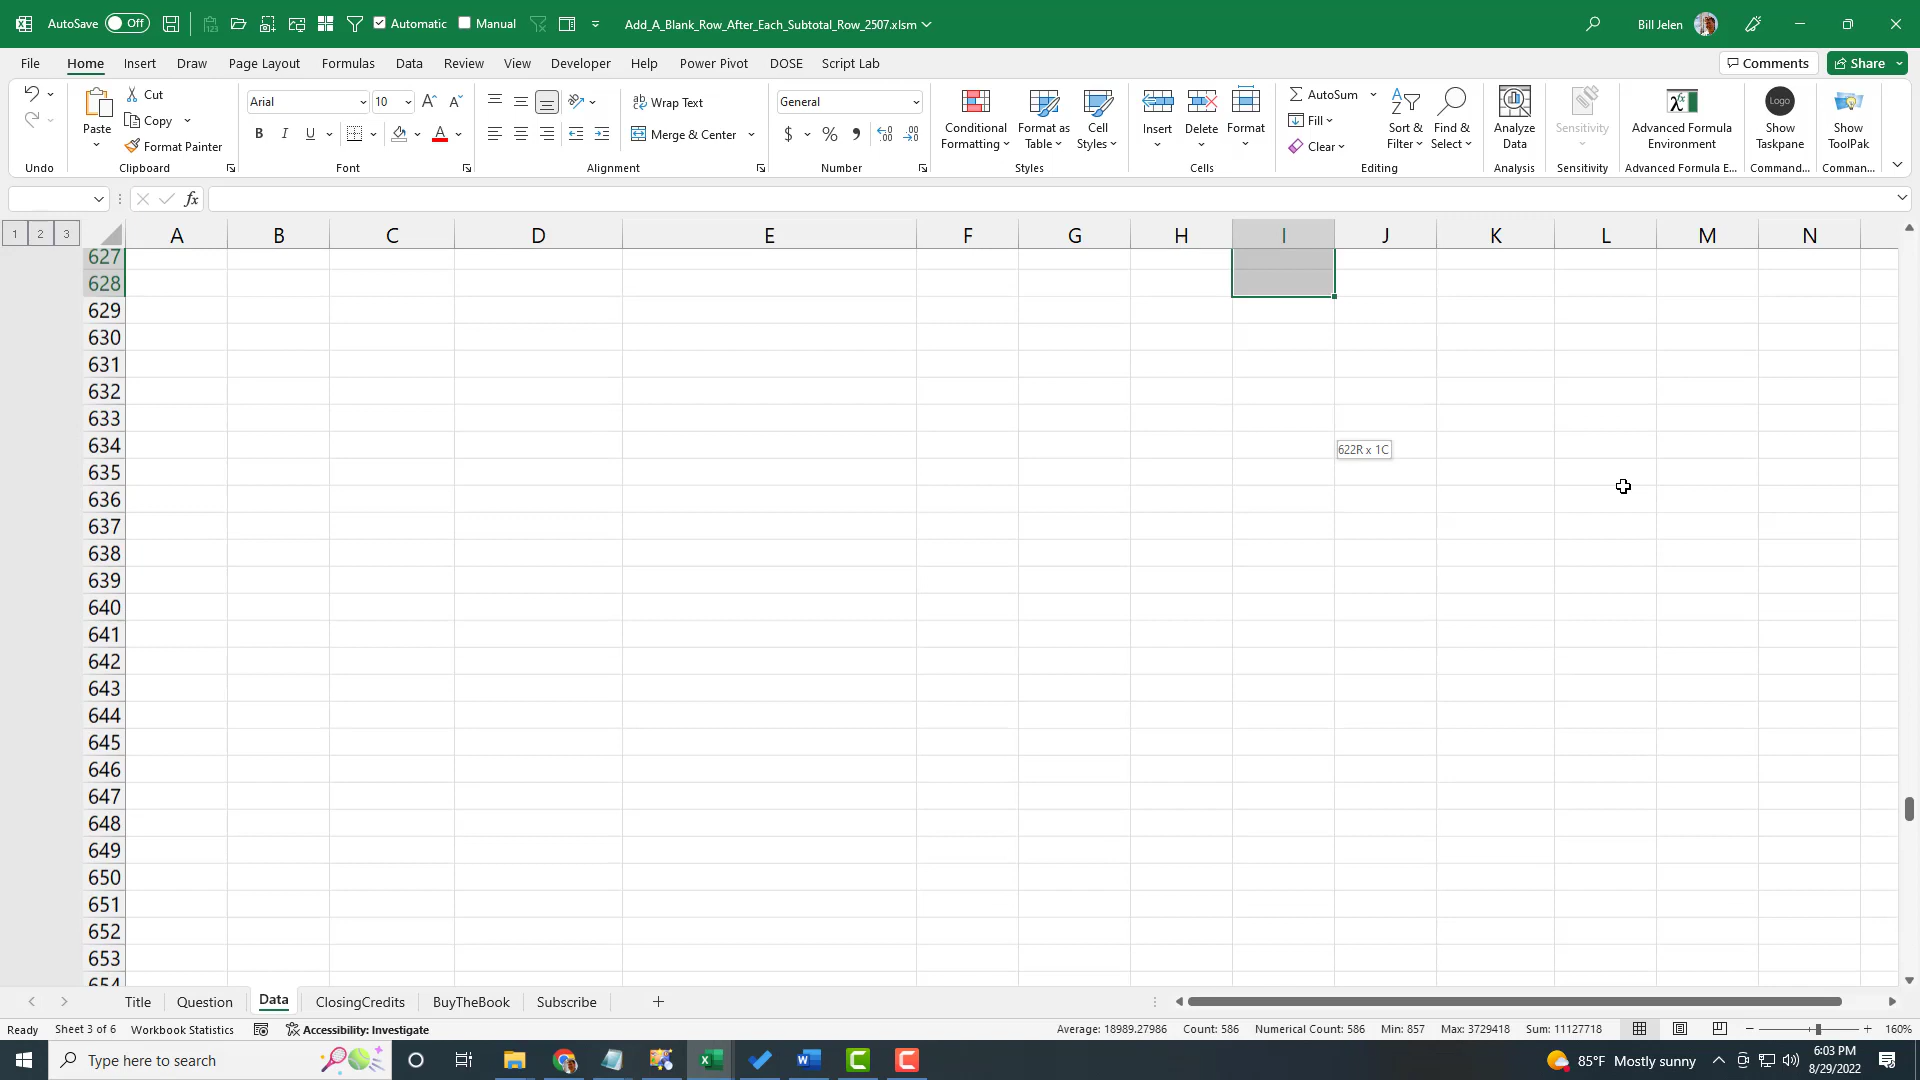 AutoSave Off Automatic Manual Add_A_Blank_Row_After_Each_Subtotal_Row_2507.xlsm Bill Jelen
File Home Insert Draw Page Layout Formulas Data Review View Developer Help Power Pivot DOSE Script Lab Comments Share
Undo
Paste Cut Copy Format Painter
Clipboard
Arial 10
B I U A
Font
Wrap Text
Merge & Center
Alignment
General
$ % ,
Number
Conditional Formatting
Format as Table
Cell Styles
Styles
Insert Delete Format
Cells
AutoSum
Fill
Clear
Sort & Filter
Find & Select
Editing
Analyze Data
Analysis
Sensitivity
Sensitivity
Advanced Formula Environment
Advanced Formula E...
Logo
Show Taskpane
Command...
Show ToolPak
Comman...
fx
1 2 3 A B C D E F G H I J K L M N
627
628
629
630
631
632
633
634 622R x 1C
635
636
637
638
639
640
641
642
643
644
645
646
647
648
649
650
651
652
653
654
Title Question Data ClosingCredits BuyTheBook Subscribe
Ready Sheet 3 of 6 Workbook Statistics Accessibility: Investigate Average: 18989.27986 Count: 586 Numerical Count: 586 Min: 857 Max: 3729418 Sum: 11127718 160%
Type here to search 85°F Mostly sunny 6:03 PM
8/29/2022